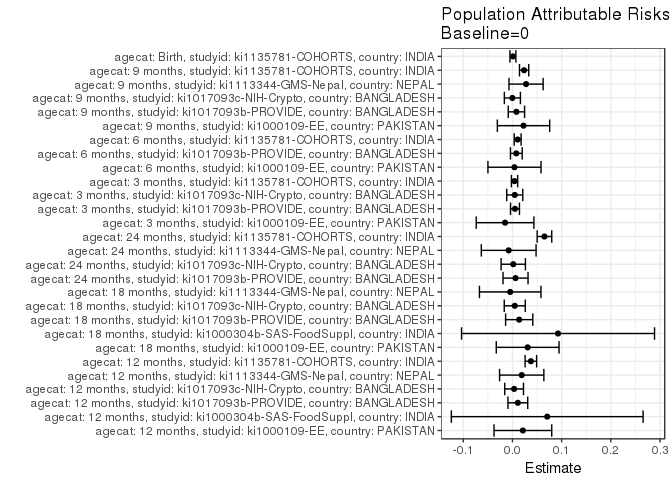 Population Attributable Risks
Baseline=0
agecat: Birth, studyid: ki1135781-COHORTS, country: INDIA
agecat: 9 months, studyid: ki1135781-COHORTS, country: INDIA
agecat: 9 months, studyid: ki1113344-GMS-Nepal, country: NEPAL
agecat: 9 months, studyid: ki1017093c-NIH-Crypto, country: BANGLADESH
agecat: 9 months, studyid: ki1017093b-PROVIDE, country: BANGLADESH
agecat: 9 months, studyid: ki1000109-EE, country: PAKISTAN
agecat: 6 months, studyid: ki1135781-COHORTS, country: INDIA
agecat: 6 months, studyid: ki1017093b-PROVIDE, country: BANGLADESH
agecat: 6 months, studyid: ki1000109-EE, country: PAKISTAN
agecat: 3 months, studyid: ki1135781-COHORTS, country: INDIA
agecat: 3 months, studyid: ki1017093c-NIH-Crypto, country: BANGLADESH
agecat: 3 months, studyid: ki1017093b-PROVIDE, country: BANGLADESH
agecat: 3 months, studyid: ki1000109-EE, country: PAKISTAN
agecat: 24 months, studyid: ki1135781-COHORTS, country: INDIA
agecat: 24 months, studyid: ki1113344-GMS-Nepal, country: NEPAL
agecat: 24 months, studyid: ki1017093c-NIH-Crypto, country: BANGLADESH
agecat: 24 months, studyid: ki1017093b-PROVIDE, country: BANGLADESH
agecat: 18 months, studyid: ki1113344-GMS-Nepal, country: NEPAL
agecat: 18 months, studyid: ki1017093c-NIH-Crypto, country: BANGLADESH
agecat: 18 months, studyid: ki1017093b-PROVIDE, country: BANGLADESH
agecat: 18 months, studyid: ki1000304b-SAS-FoodSuppl, country: INDIA
agecat: 18 months, studyid: ki1000109-EE, country: PAKISTAN
agecat: 12 months, studyid: ki1135781-COHORTS, country: INDIA
agecat: 12 months, studyid: ki1113344-GMS-Nepal, country: NEPAL
agecat: 12 months, studyid: ki1017093c-NIH-Crypto, country: BANGLADESH
agecat: 12 months, studyid: ki1017093b-PROVIDE, country: BANGLADESH
agecat: 12 months, studyid: ki1000304b-SAS-FoodSuppl, country: INDIA
agecat: 12 months, studyid: ki1000109-EE, country: PAKISTAN
-0.1 0.0 0.1 0.2 0.3
Estimate